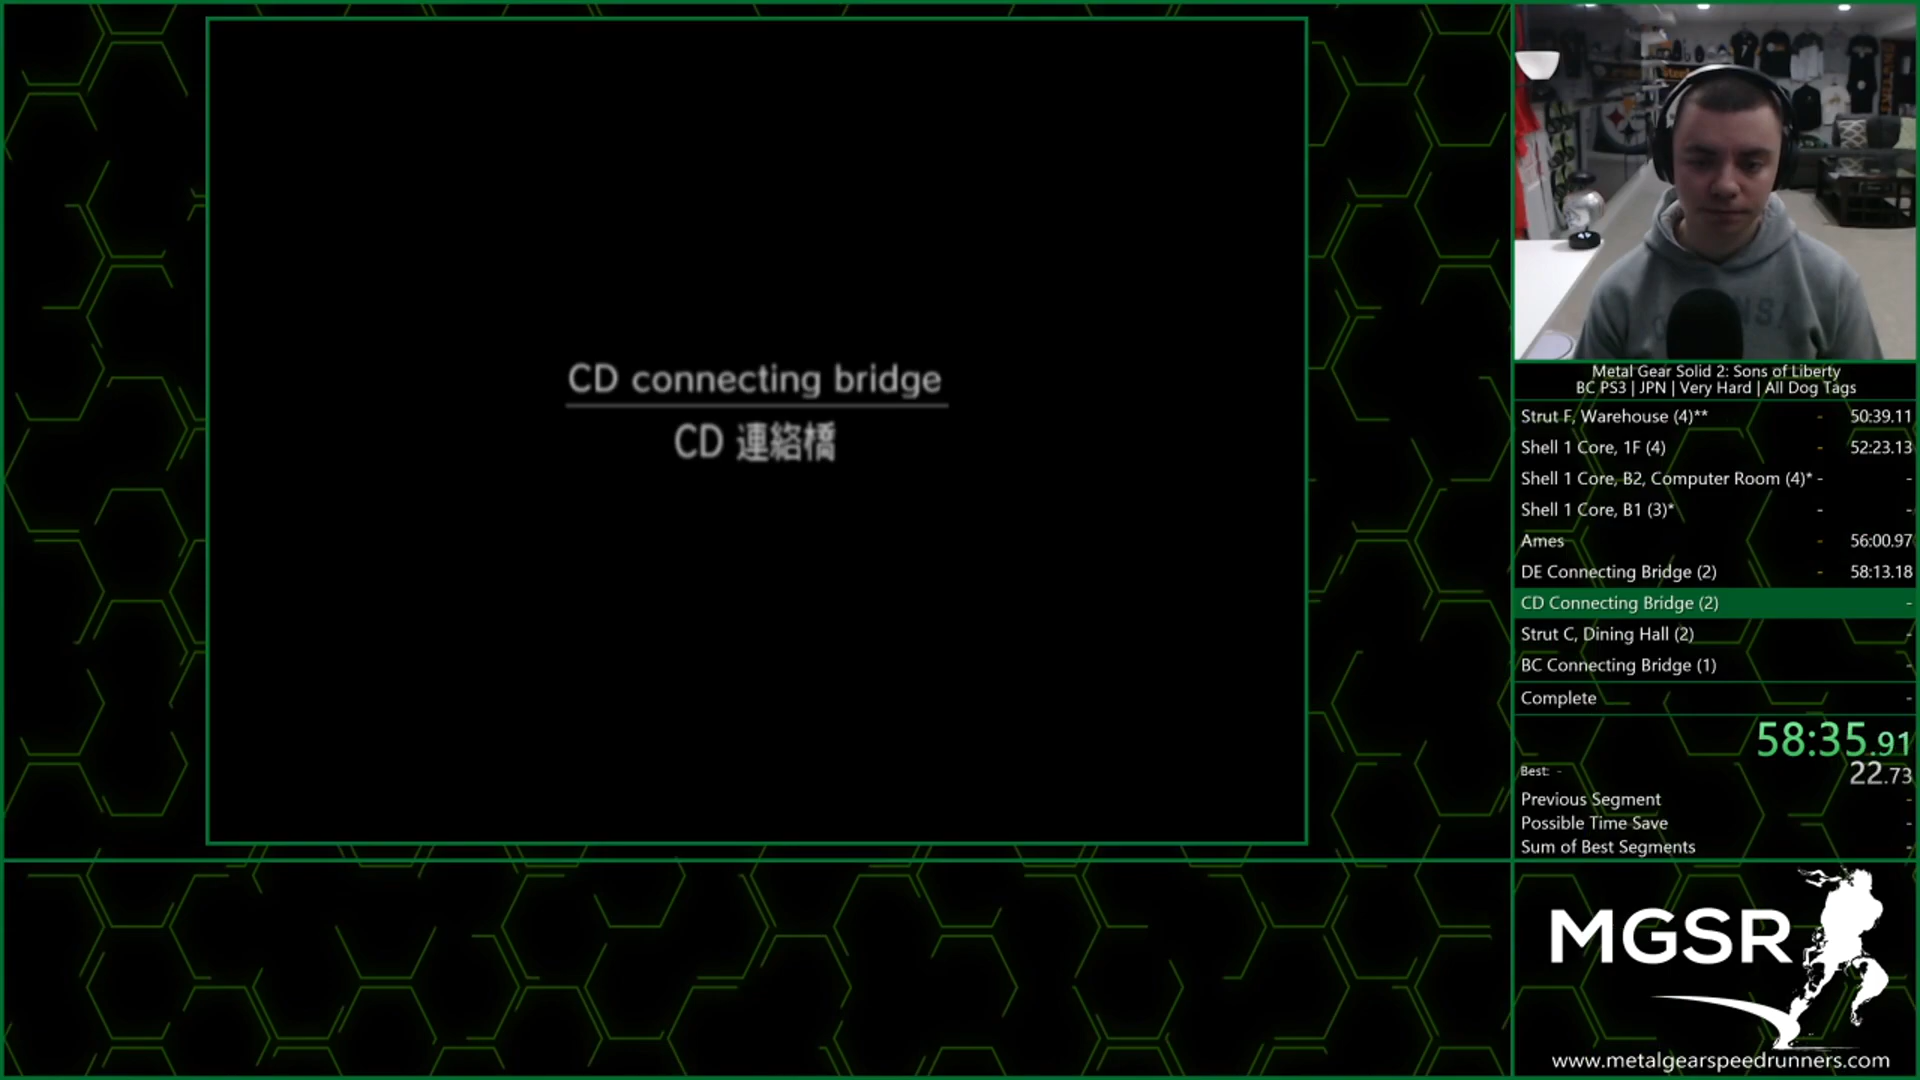 CD connecting bridge
CD 連絡橋
Metal Gear Solid 2: Sons of Liberty
BC PS3 | JPN | Very Hard | All Dog Tags
Strut F, Warehouse (4)** - 50:39.11
Shell 1 Core, 1F (4) - 52:23.13
Shell 1 Core, B2, Computer Room (4)* - -
Shell 1 Core, B1 (3)* - -
Ames - 56:00.97
DE Connecting Bridge (2) - 58:13.18
CD Connecting Bridge (2) -
Strut C, Dining Hall (2) -
BC Connecting Bridge (1) -
Complete -
58:35.91
Best: - 22.73
Previous Segment -
Possible Time Save -
Sum of Best Segments -
MGSR
www.metalgearspeedrunners.com